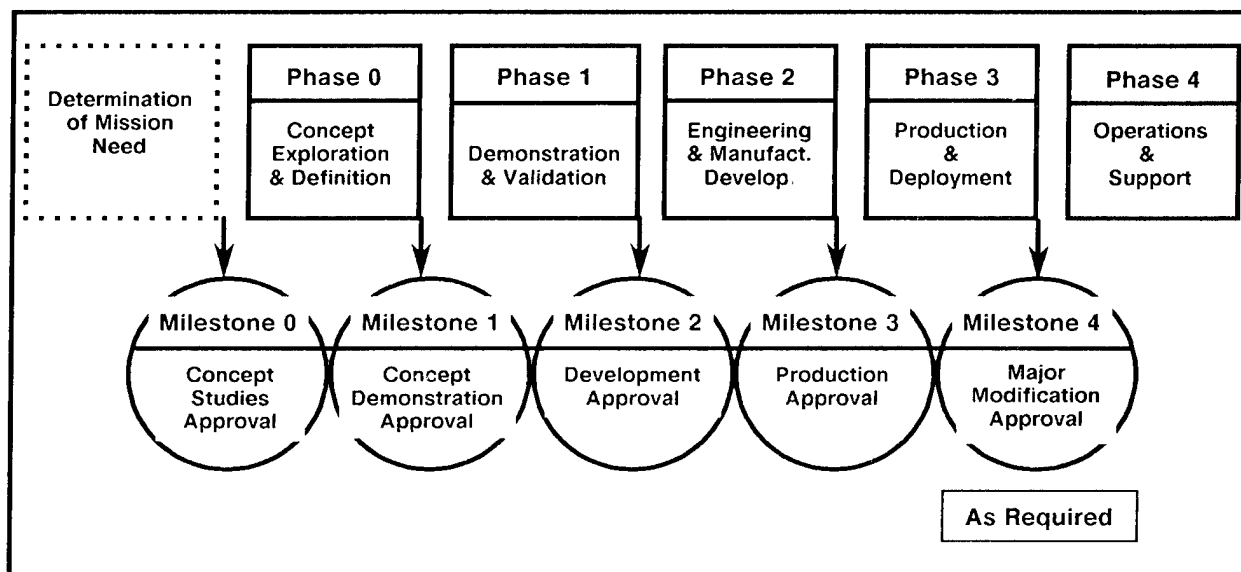 Determination
of Mission
Need
Phase 0
Concept
Exploration
& Definition
Phase 1
Demonstration
& Validation
Phase 2
Engineering
& Manufact.
Develop.
Phase 3
Production
&
Deployment
Phase 4
Operations
&
Support
Milestone 0
Concept
Studies
Approval
Milestone 1
Concept
Demonstration
Approval
Milestone 2
Development
Approval
Milestone 3
Production
Approval
Milestone 4
Major
Modification
Approval
As Required